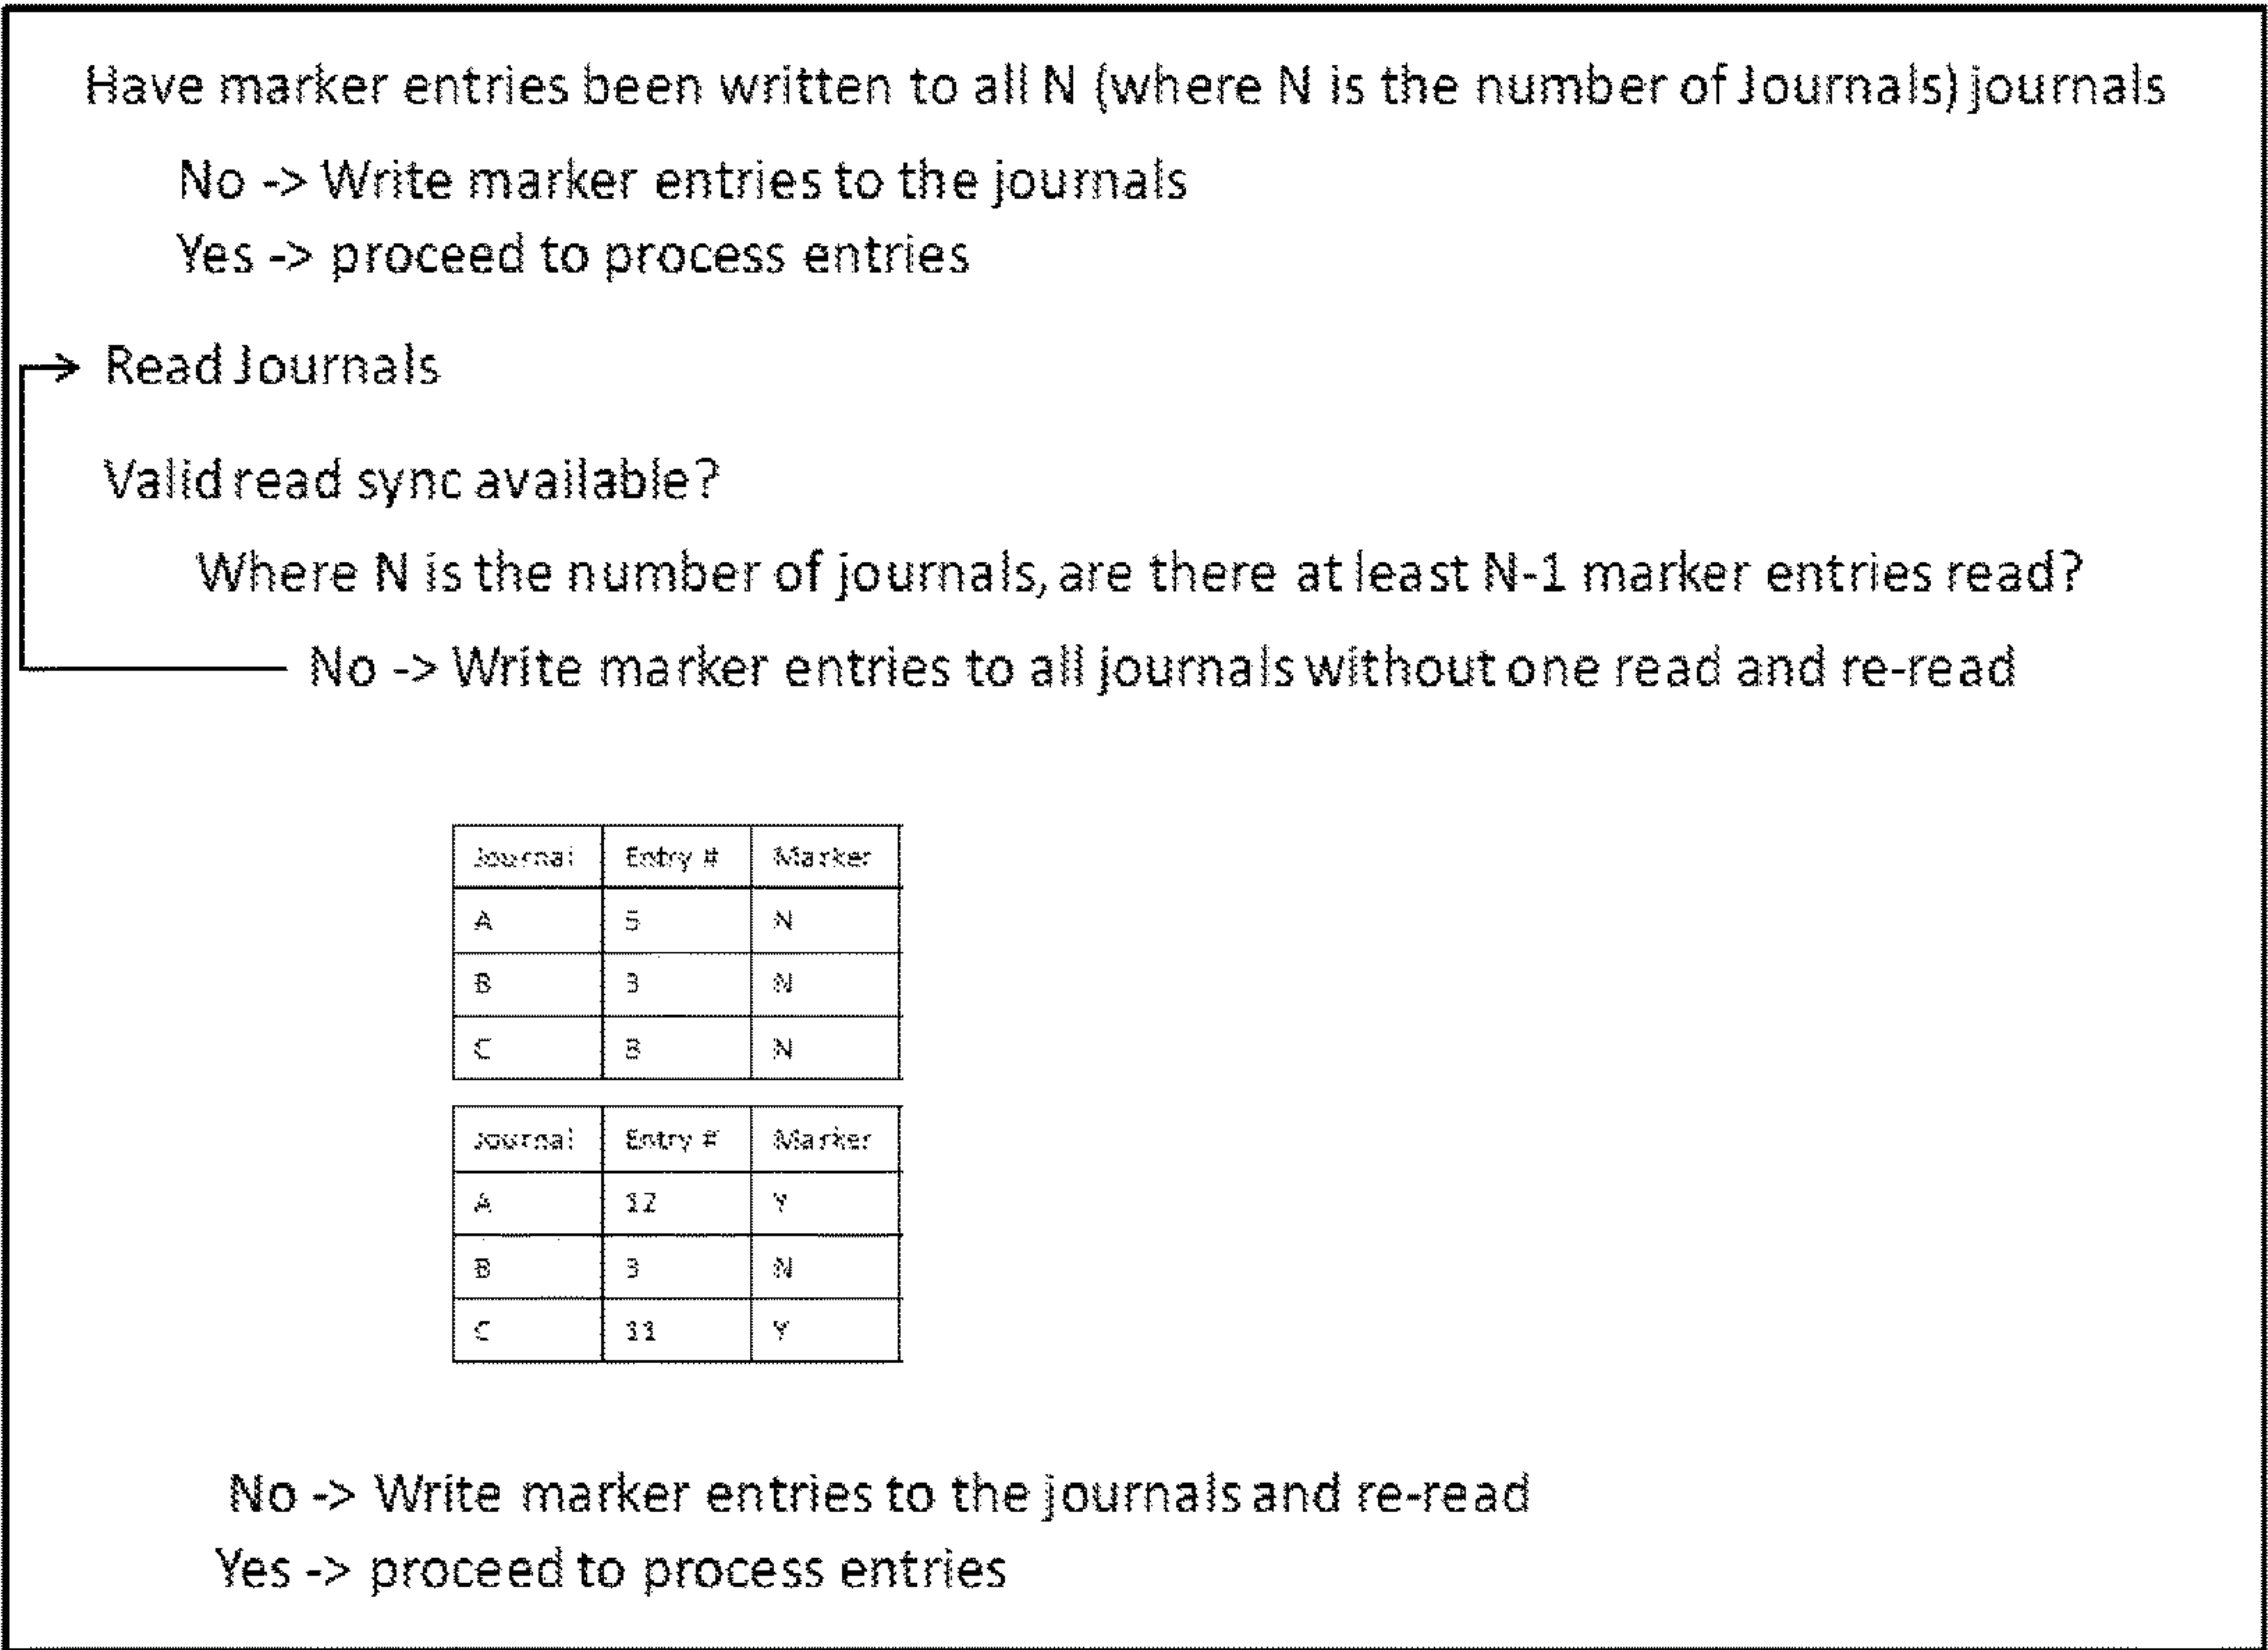 Have marker entries been written to all N (where N is the number of Journals) journals
No -> Write marker entries to the journals
Yes -> proceed to process entries
Read Journals
Valid read sync available?
Where N is the number of journals, are there at least N-1 marker entries read?
No -> Write marker entries to all journals without one read and re-read
Journal Entry # Marker
A 5 N
B 3 N
C 8 N
Journal Entry # Marker
A 12 Y
B 3 N
C 11 Y
No -> Write marker entries to the journals and re-read
Yes -> proceed to process entries